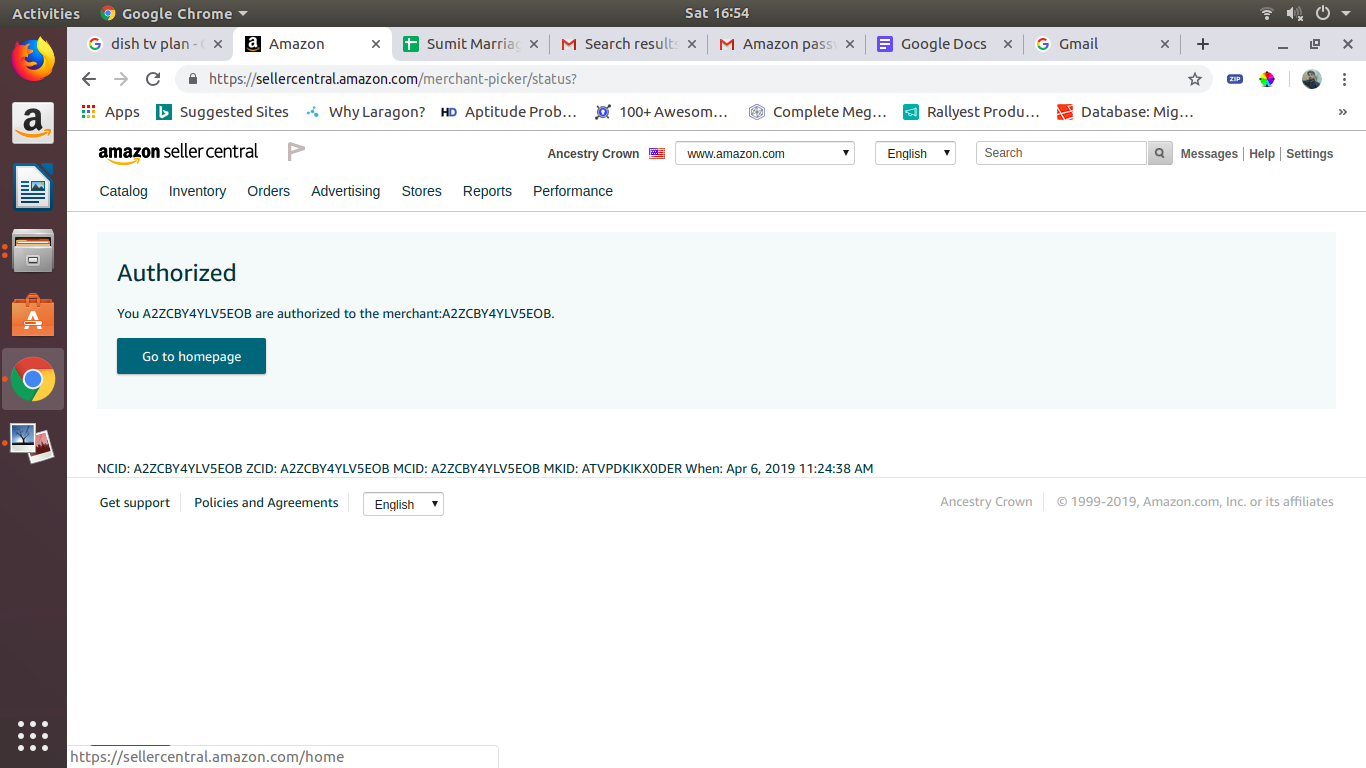 Activities Google Chrome Sat 16:54
dish tv plan - Amazon Sumit Marria Search results Amazon pass Google Docs Gmail
https://sellercentral.amazon.com/merchant-picker/status? ZIP
Apps Suggested Sites Why Laragon? HD Aptitude Prob... 100+ Awesom... Complete Meg... Rallyest Produ... Database: Mig... »
amazon seller central Ancestry Crown www.amazon.com English Search Messages | Help | Settings
Catalog Inventory Orders Advertising Stores Reports Performance
Authorized
You A2ZCBY4YLV5EOB are authorized to the merchant:A2ZCBY4YLV5EOB.
Go to homepage
NCID: A2ZCBY4YLV5EOB ZCID: A2ZCBY4YLV5EOB MCID: A2ZCBY4YLV5EOB MKID: ATVPDKIKX0DER When: Apr 6, 2019 11:24:38 AM
Get support Policies and Agreements English Ancestry Crown © 1999-2019, Amazon.com, Inc. or its affiliates
https://sellercentral.amazon.com/home